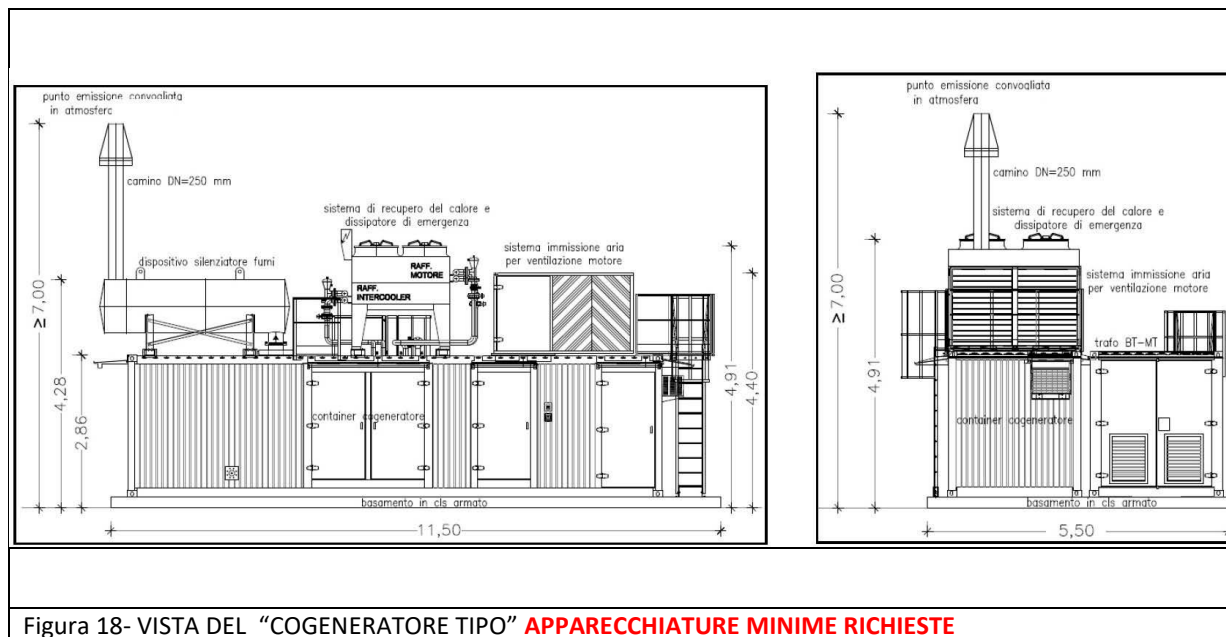 punto emissione convogliata
in atmosferc
camino DN=250 mm
sistema di recupero del calore e
dissipatore di emergenza
dispositivo silenziatore fumi
sistema immissione aria
per ventilazione motore
RAFF.
MOTORE
RAFF.
INTERCOOLER
≥ 7,00
4,28
2,86
container cogeneratore
4,91
4,40
basamento in cls armato
11,50
punto emissione convogliata
in atmosfera
camino DN=250 mm
sistema di recupero del calore e
dissipatore di emergenza
sistema immissione aria
per ventilazione motore
≥ 7,00
4,91
trafo BT-MT
container cogeneratore
basamento in cls armato
5,50
Figura 18- VISTA DEL “COGENERATORE TIPO” APPARECCHIATURE MINIME RICHIESTE